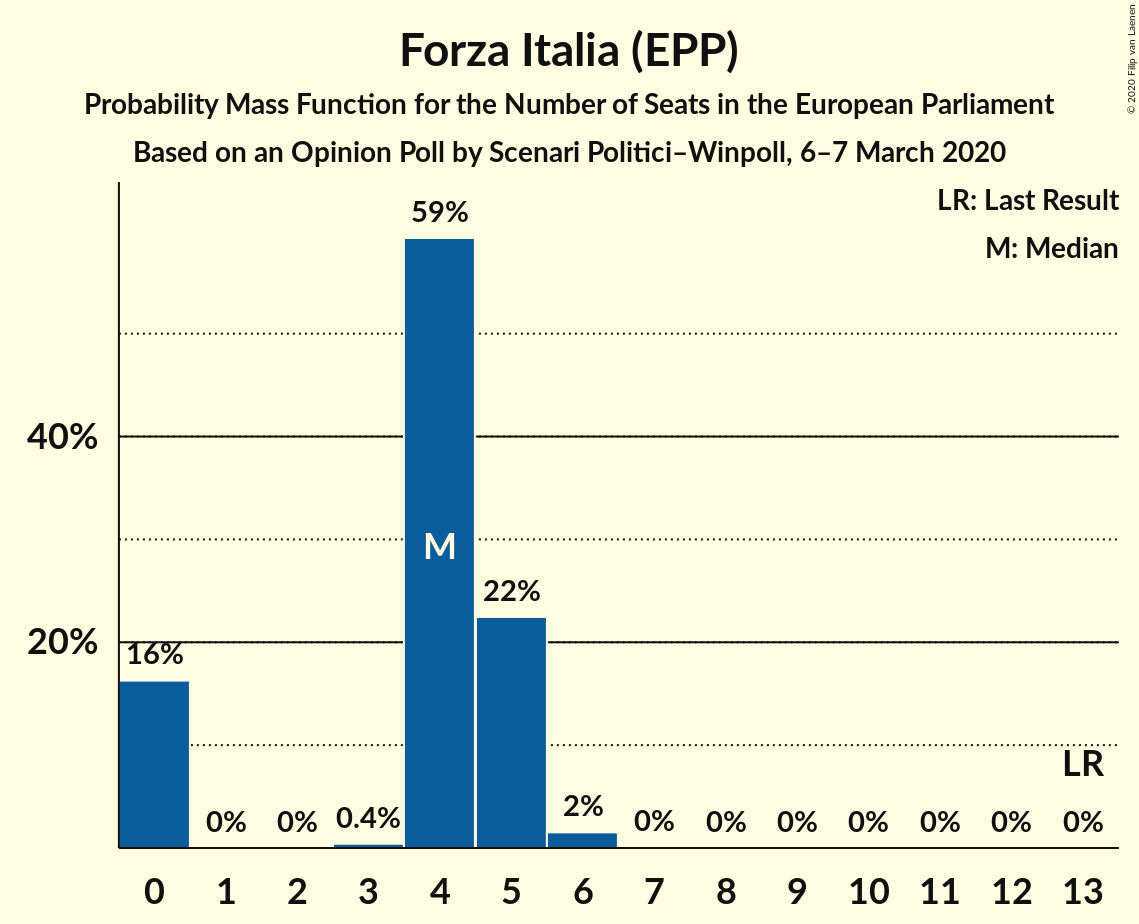 Forza Italia (EPP)
Probability Mass Function for the Number of Seats in the European Parliament
Based on an Opinion Poll by Scenari Politici–Winpoll, 6–7 March 2020
© 2020 Filip van Laenen
LR: Last Result
M: Median
59%
40%
M
22%
20%
16%
LR
2%
0.4%
0% 0% 0% 0% 0% 0% 0% 0% 0%
0 1 2 3 4 5 6 7 8 9 10 11 12 13